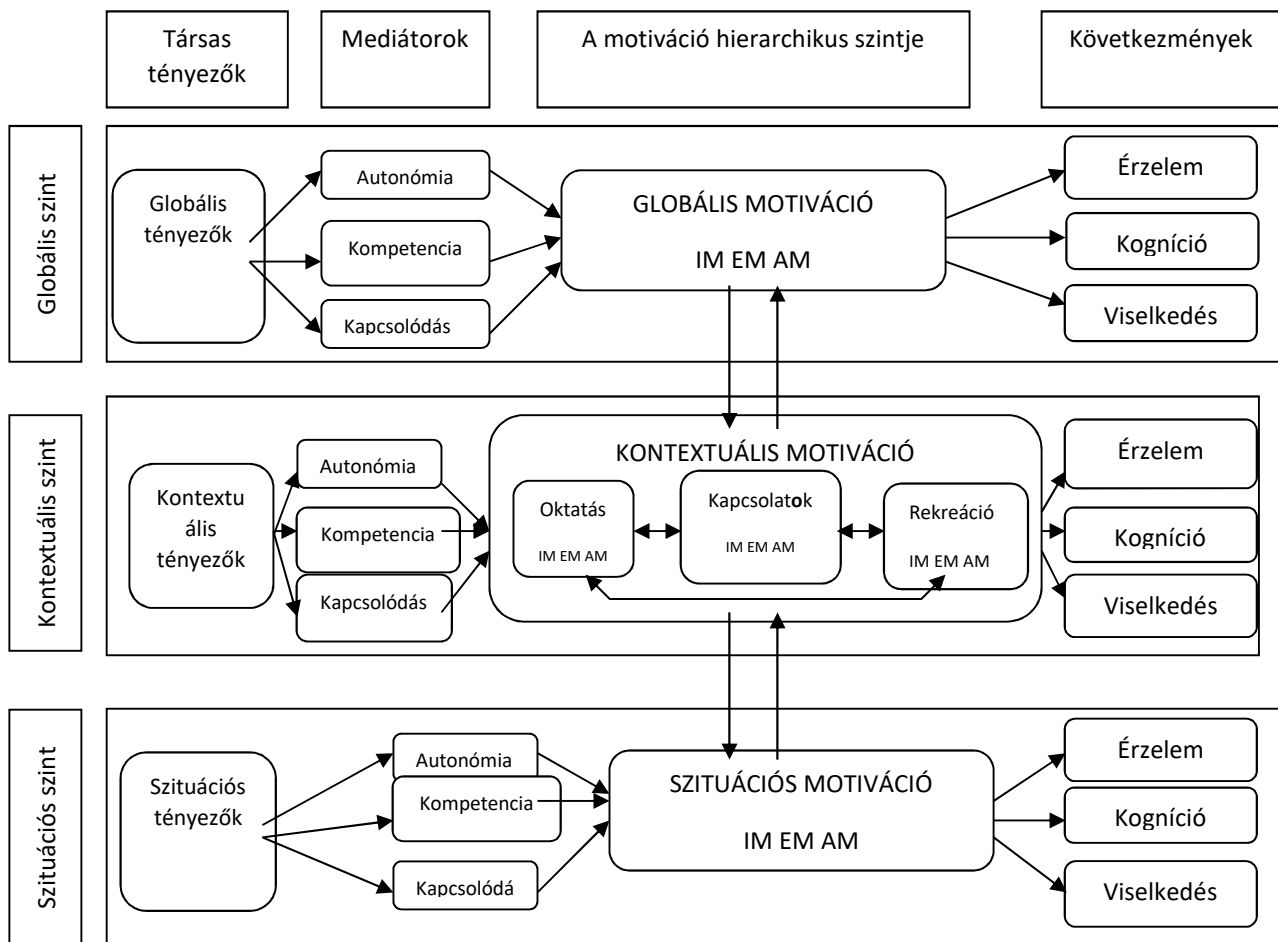 Társas
tényezők
Mediátorok
A motiváció hierarchikus szintje
Következmények
Globális szint
Globális
tényezők
Autonómia
Kompetencia
Kapcsolódás
GLOBÁLIS MOTIVÁCIÓ
IM EM AM
Érzelem
Kogníció
Viselkedés
Kontextuális szint
Kontextu
ális
tényezők
Autonómia
Kompetencia
Kapcsolódás
KONTEXTUÁLIS MOTIVÁCIÓ
Oktatás
IM EM AM
Kapcsolatok
IM EM AM
Rekreáció
IM EM AM
Érzelem
Kogníció
Viselkedés
Szituációs szint
Szituációs
tényezők
Autonómia
Kompetencia
Kapcsolódá
SZITUÁCIÓS MOTIVÁCIÓ
IM EM AM
Érzelem
Kogníció
Viselkedés